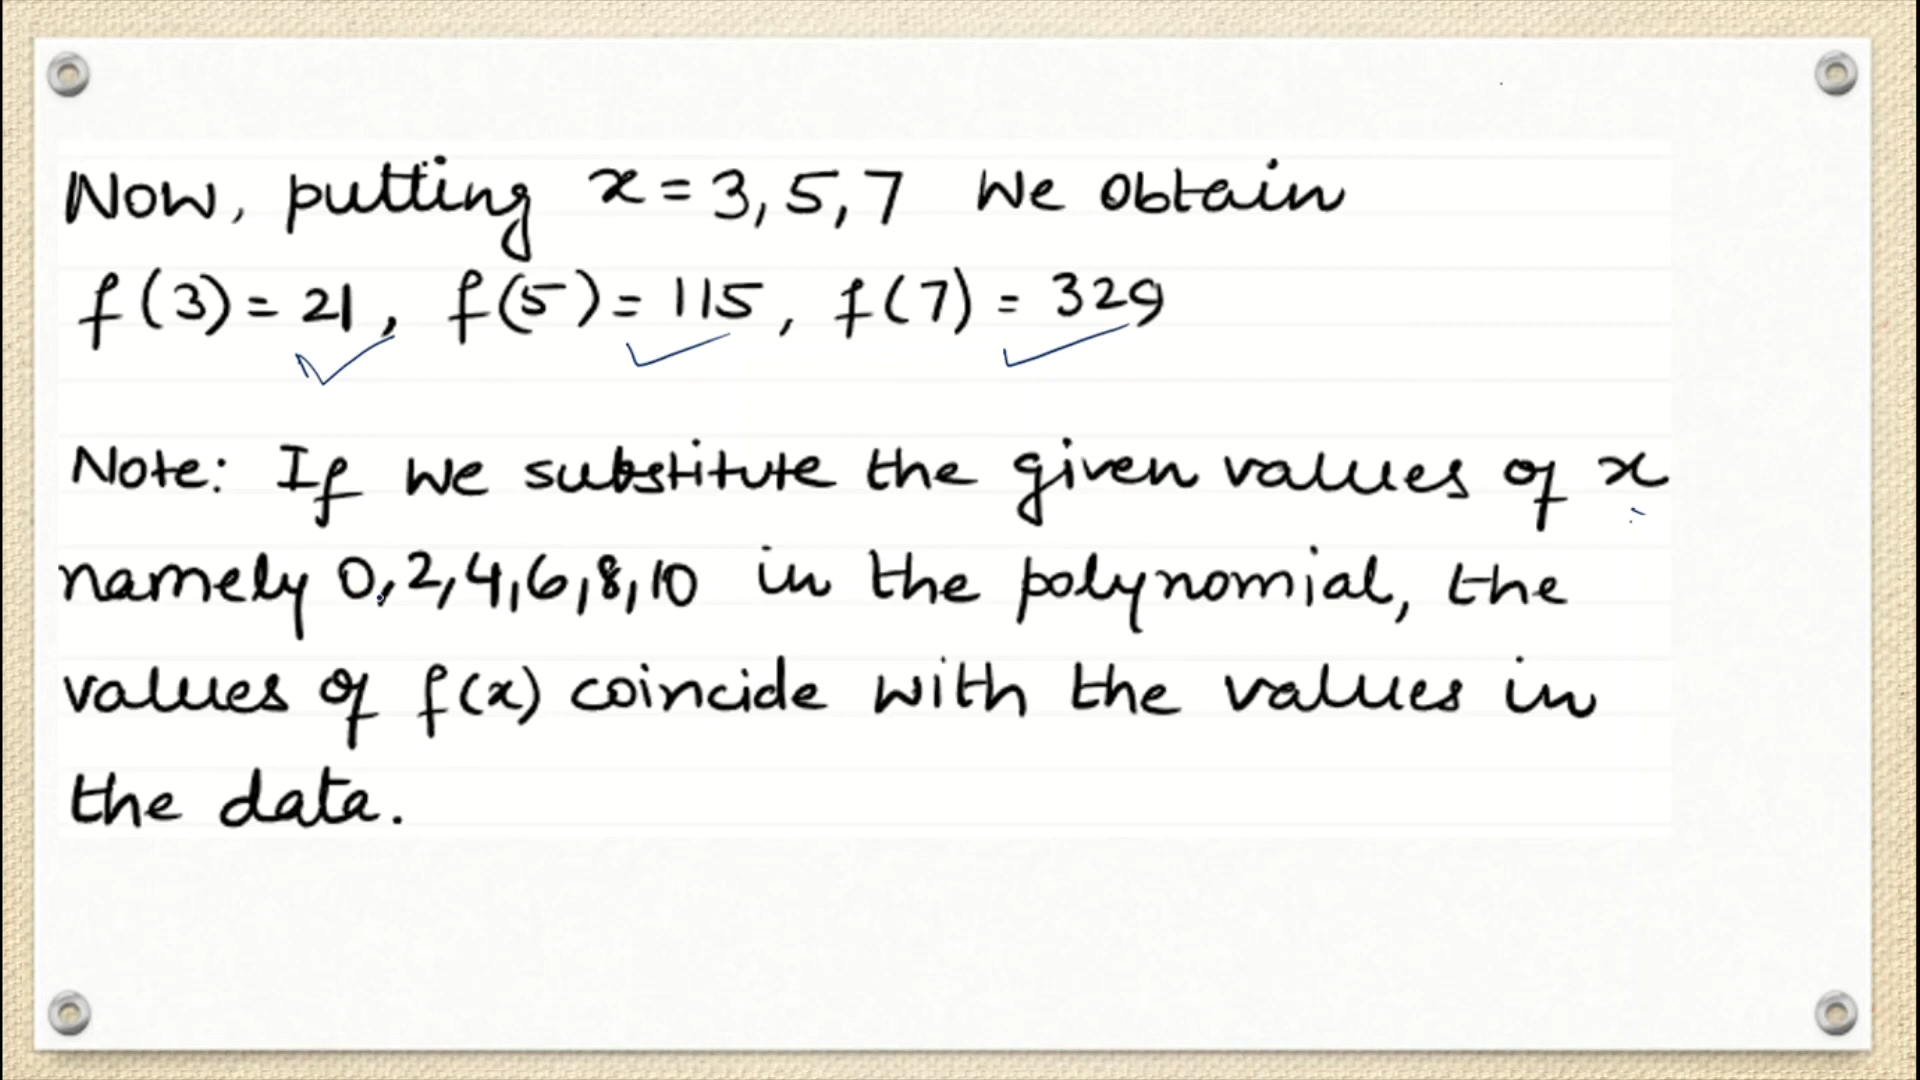 Now, putting x = 3, 5, 7 we obtain
f(3) = 21, f(5) = 115, f(7) = 329
Note: If we substitute the given values of x
namely 0, 2, 4, 6, 8, 10 in the polynomial, the
values of f(x) coincide with the values in
the data.